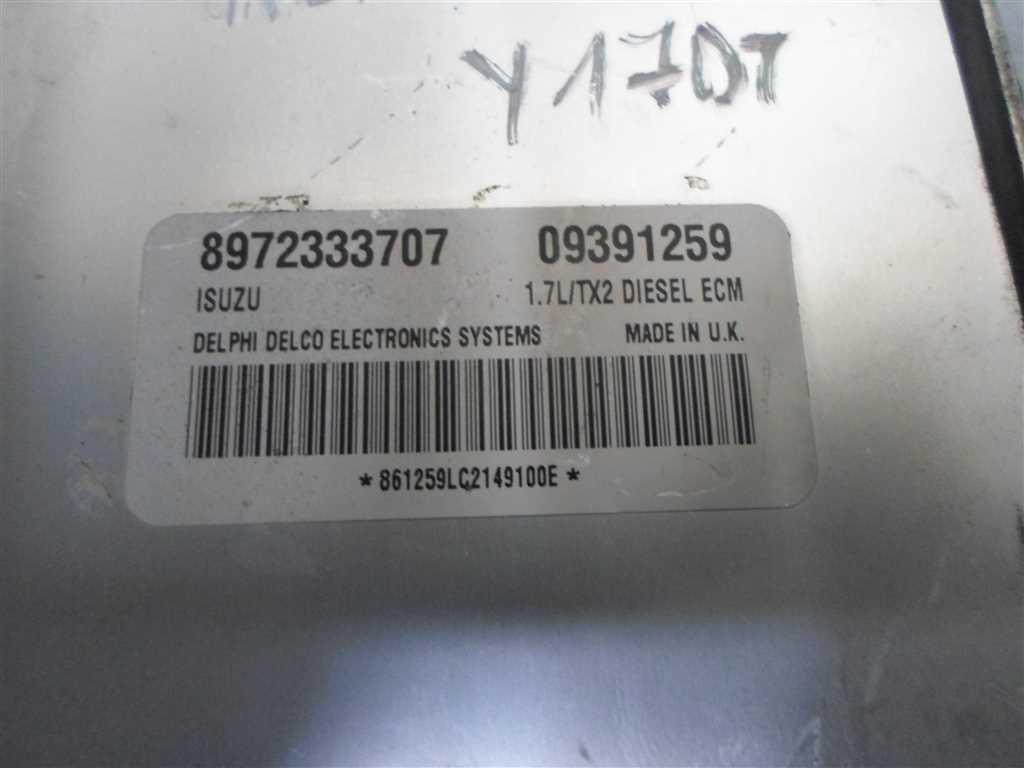 Y17DT
8972333707 09391259
ISUZU 1.7L/TX2 DIESEL ECM
DELPHI DELCO ELECTRONICS SYSTEMS MADE IN U.K.
*861259LC2149100E*